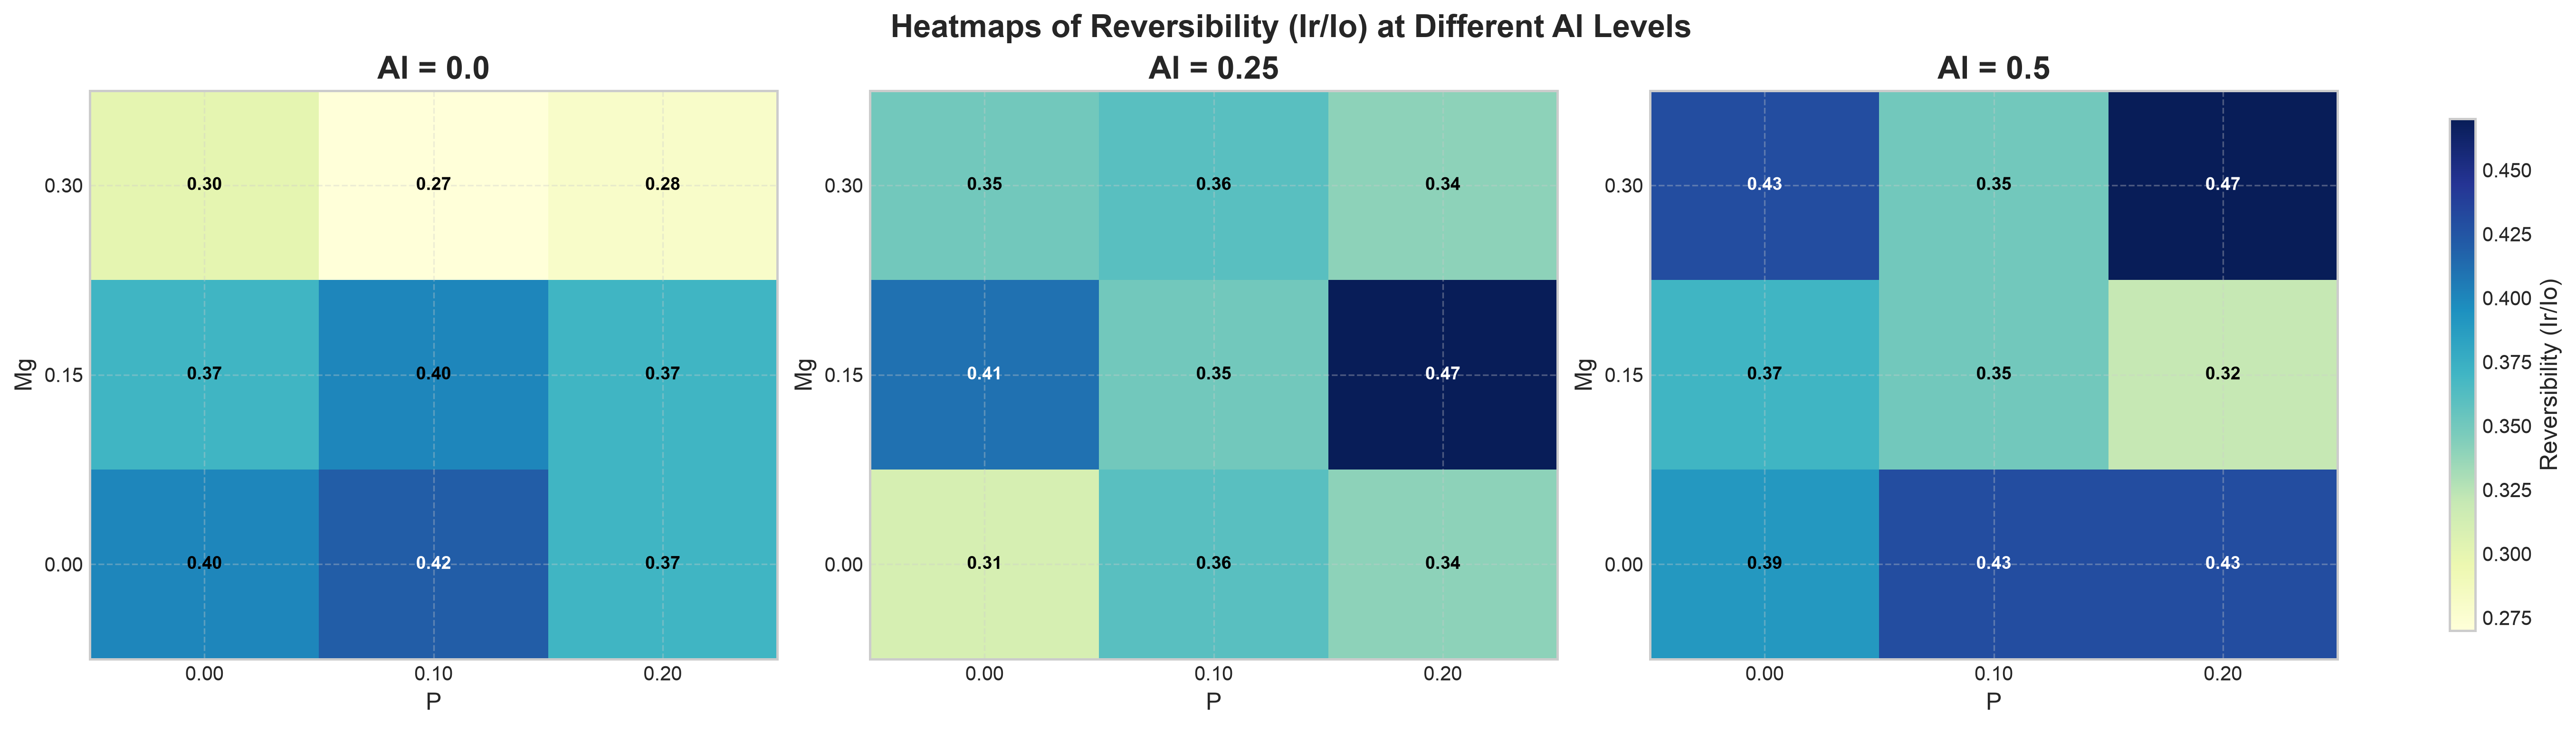 Heatmaps of Reversibility (Ir/Io) at Different Al Levels
Al = 0.0
Al = 0.25
Al = 0.5
0.30
0.15
0.00
Mg
0.30 0.27 0.28
0.37 0.40 0.37
0.40 0.42 0.37
0.00 0.10 0.20
P
0.30
0.15
0.00
Mg
0.35 0.36 0.34
0.41 0.35 0.47
0.31 0.36 0.34
0.00 0.10 0.20
P
0.30
0.15
0.00
Mg
0.43 0.35 0.47
0.37 0.35 0.32
0.39 0.43 0.43
0.00 0.10 0.20
P
0.450
0.425
0.400
0.375
0.350
0.325
0.300
0.275
Reversibility (Ir/Io)